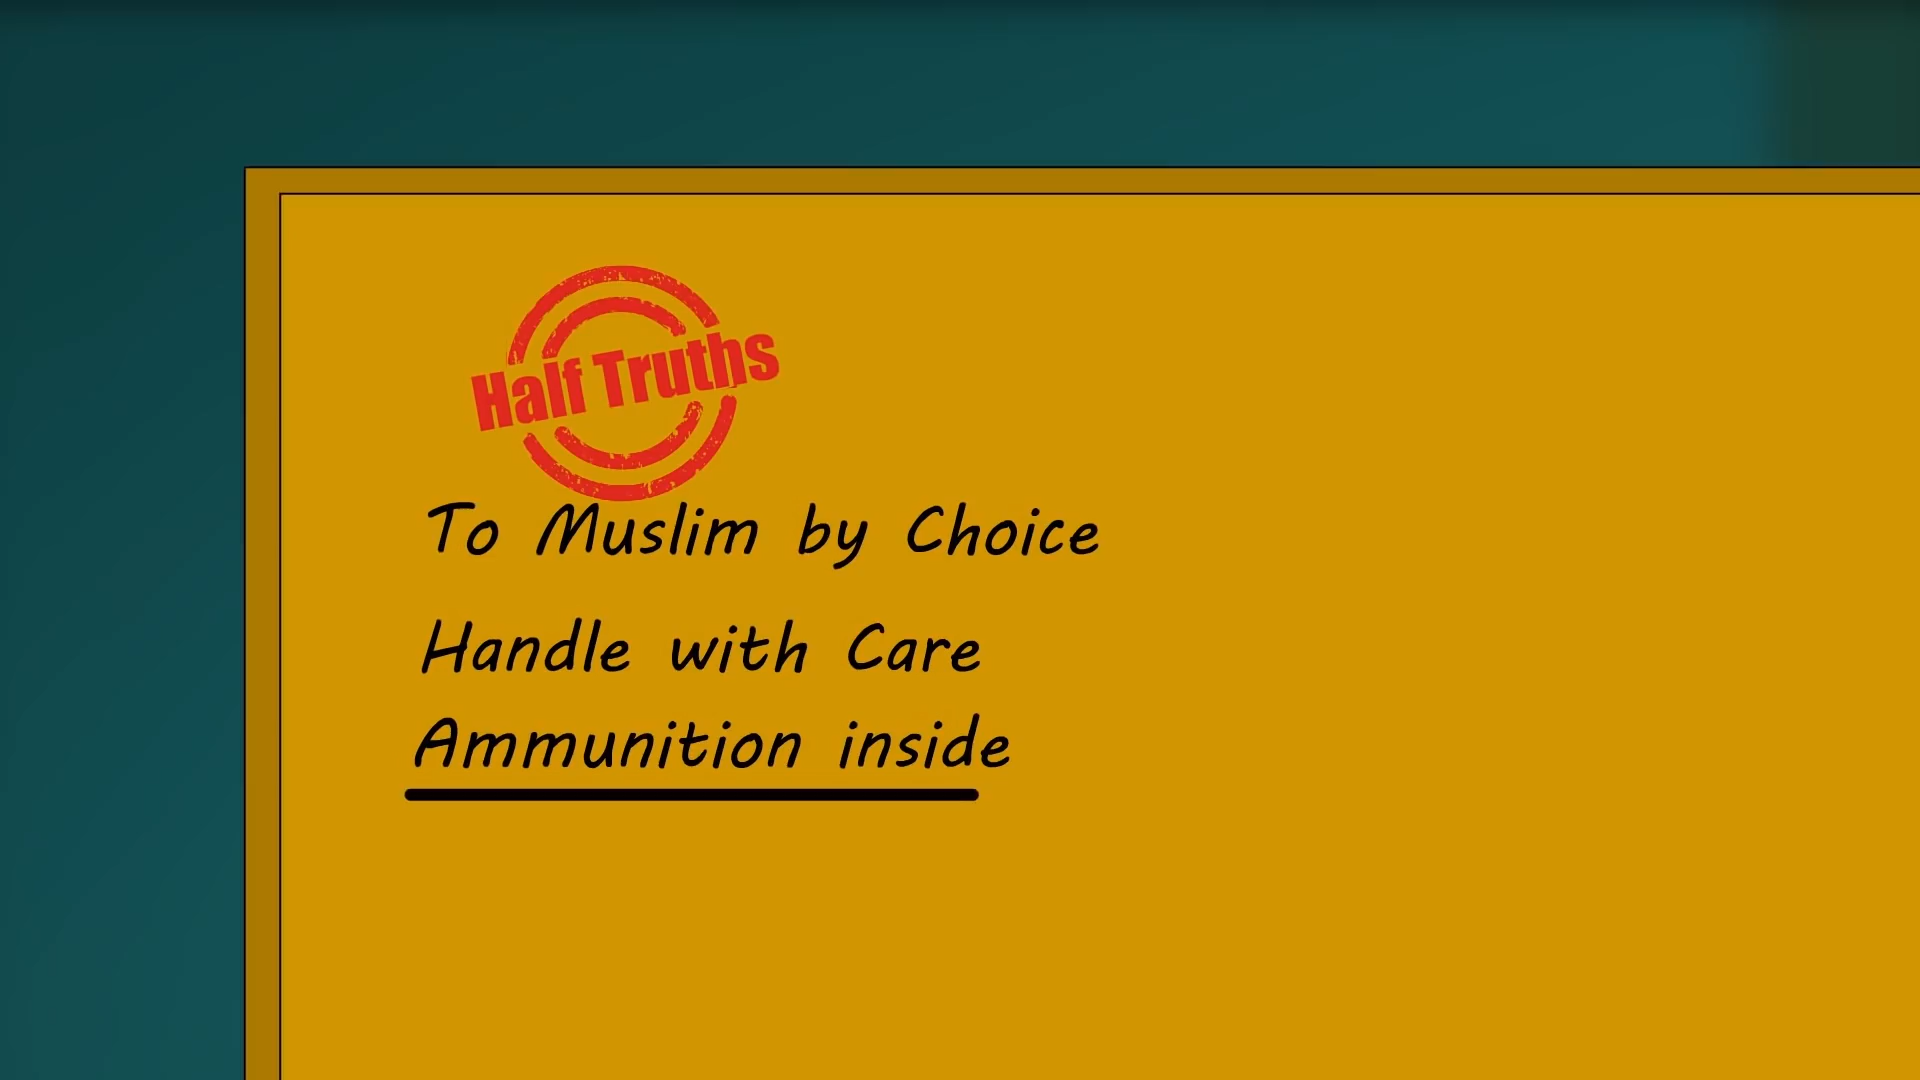 Half Truths
To Muslim by Choice
Handle with Care
Ammunition inside